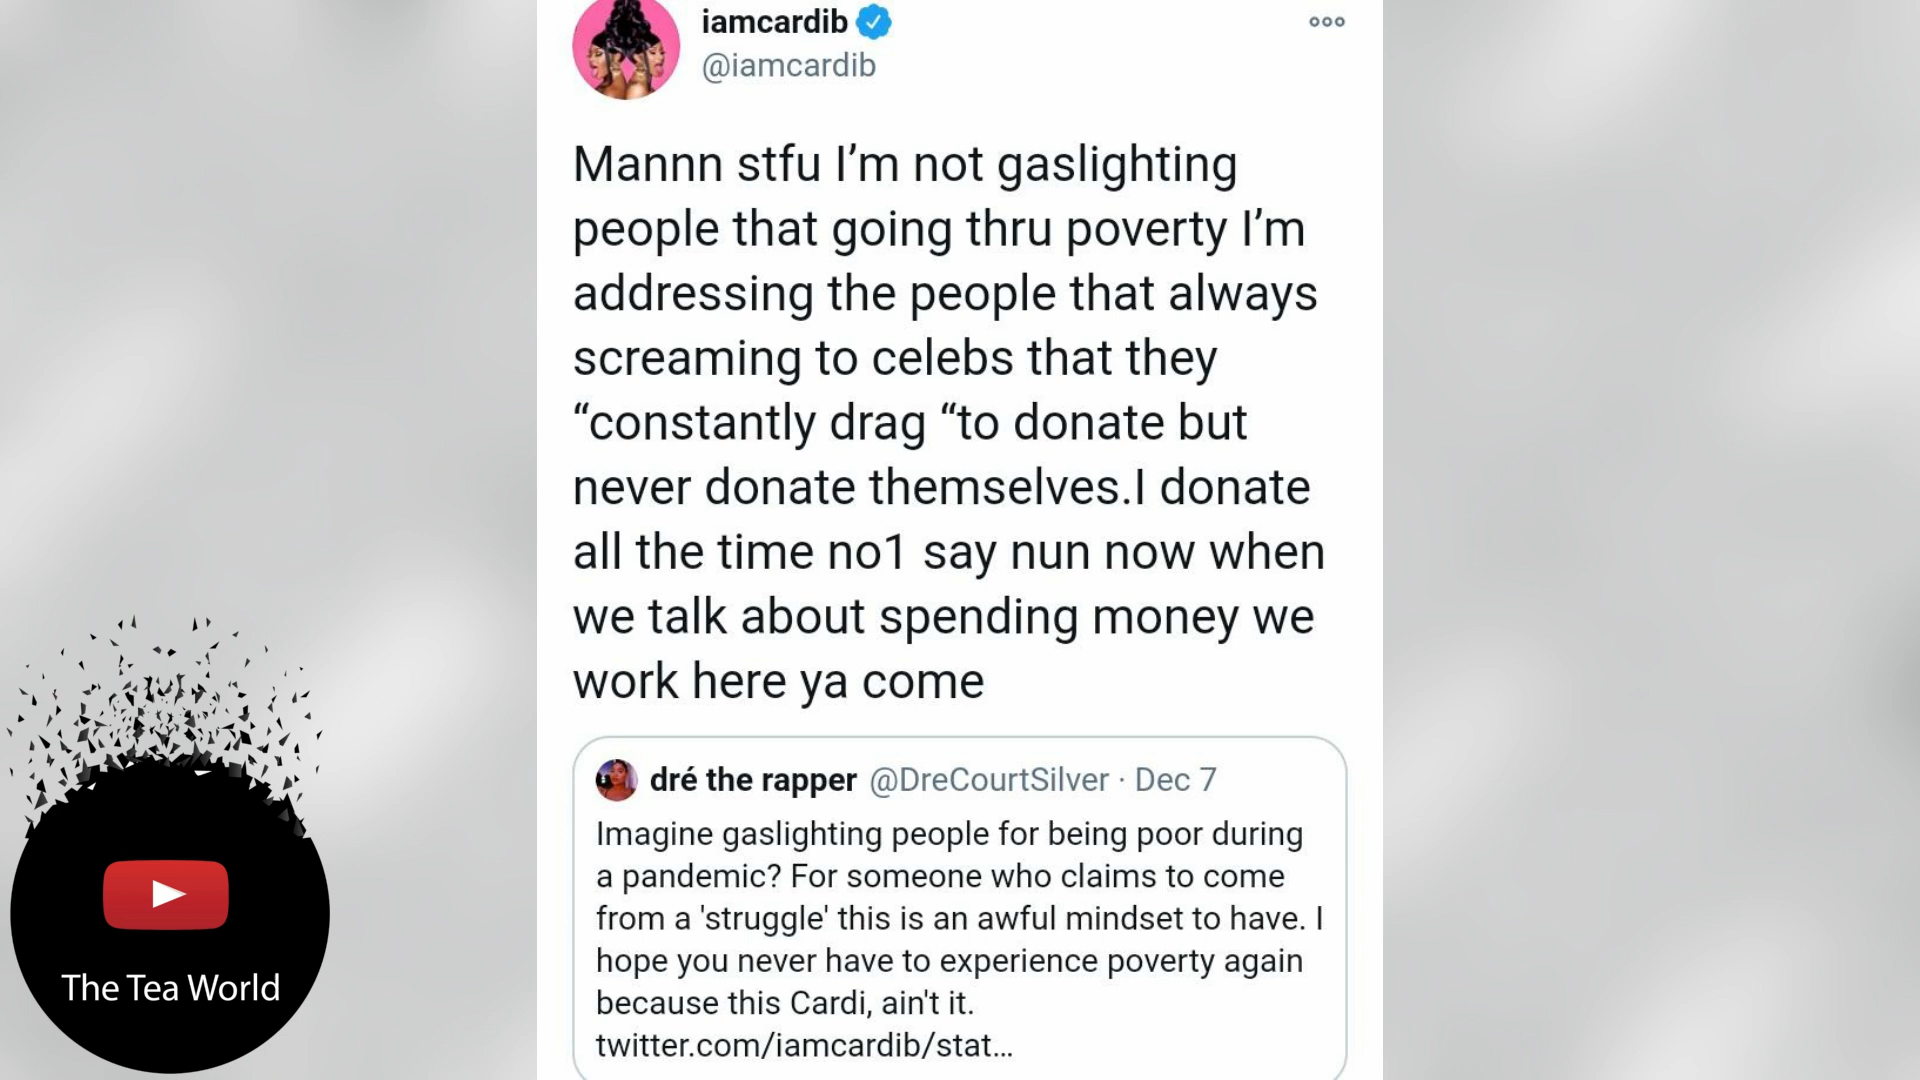 iamcardib
@iamcardib
Mannn stfu I’m not gaslighting
people that going thru poverty I’m
addressing the people that always
screaming to celebs that they
“constantly drag “to donate but
never donate themselves.I donate
all the time no1 say nun now when
we talk about spending money we
work here ya come
dré the rapper @DreCourtSilver · Dec 7
Imagine gaslighting people for being poor during
a pandemic? For someone who claims to come
from a 'struggle' this is an awful mindset to have. I
hope you never have to experience poverty again
because this Cardi, ain't it.
twitter.com/iamcardib/stat…
The Tea World